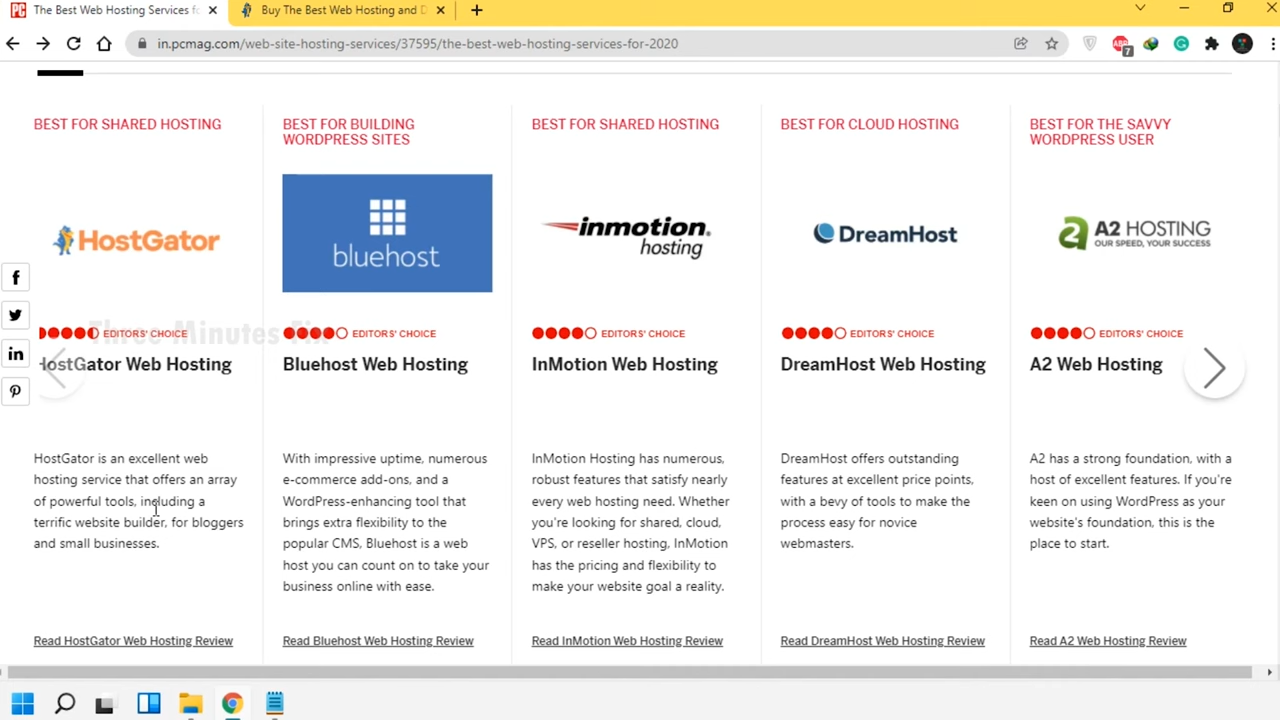 The Best Web Hosting Services fo
Buy The Best Web Hosting and D
in.pcmag.com/web-site-hosting-services/37595/the-best-web-hosting-services-for-2020
ABP
7
BEST FOR SHARED HOSTING
HostGator
EDITORS' CHOICE
HostGator Web Hosting
HostGator is an excellent web
hosting service that offers an array
of powerful tools, including a
terrific website builder, for bloggers
and small businesses.
Read HostGator Web Hosting Review
BEST FOR BUILDING
WORDPRESS SITES
bluehost
EDITORS' CHOICE
Bluehost Web Hosting
With impressive uptime, numerous
e-commerce add-ons, and a
WordPress-enhancing tool that
brings extra flexibility to the
popular CMS, Bluehost is a web
host you can count on to take your
business online with ease.
Read Bluehost Web Hosting Review
BEST FOR SHARED HOSTING
inmotion
hosting
EDITORS' CHOICE
InMotion Web Hosting
InMotion Hosting has numerous,
robust features that satisfy nearly
every web hosting need. Whether
you're looking for shared, cloud,
VPS, or reseller hosting, InMotion
has the pricing and flexibility to
make your website goal a reality.
Read InMotion Web Hosting Review
BEST FOR CLOUD HOSTING
DreamHost
EDITORS' CHOICE
DreamHost Web Hosting
DreamHost offers outstanding
features at excellent price points,
with a bevy of tools to make the
process easy for novice
webmasters.
Read DreamHost Web Hosting Review
BEST FOR THE SAVVY
WORDPRESS USER
A2 HOSTING
OUR SPEED, YOUR SUCCESS
EDITORS' CHOICE
A2 Web Hosting
A2 has a strong foundation, with a
host of excellent features. If you're
keen on using WordPress as your
website's foundation, this is the
place to start.
Read A2 Web Hosting Review
Three Minutes Fix